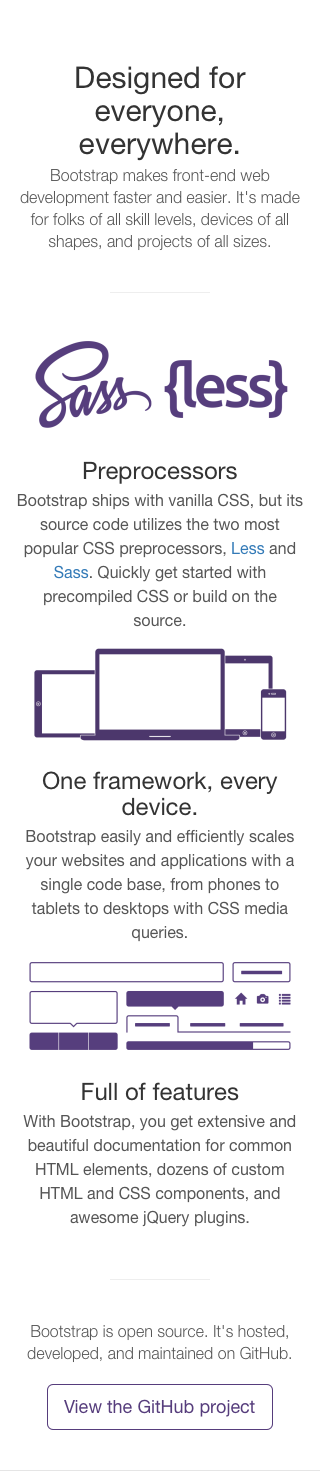 Designed for
everyone,
everywhere.
Bootstrap makes front-end web
development faster and easier. It's made
for folks of all skill levels, devices of all
shapes, and projects of all sizes.
Sass {less}
Preprocessors
Bootstrap ships with vanilla CSS, but its
source code utilizes the two most
popular CSS preprocessors, Less and
Sass. Quickly get started with
precompiled CSS or build on the
source.
One framework, every
device.
Bootstrap easily and efficiently scales
your websites and applications with a
single code base, from phones to
tablets to desktops with CSS media
queries.
Full of features
With Bootstrap, you get extensive and
beautiful documentation for common
HTML elements, dozens of custom
HTML and CSS components, and
awesome jQuery plugins.
Bootstrap is open source. It's hosted,
developed, and maintained on GitHub.
View the GitHub project